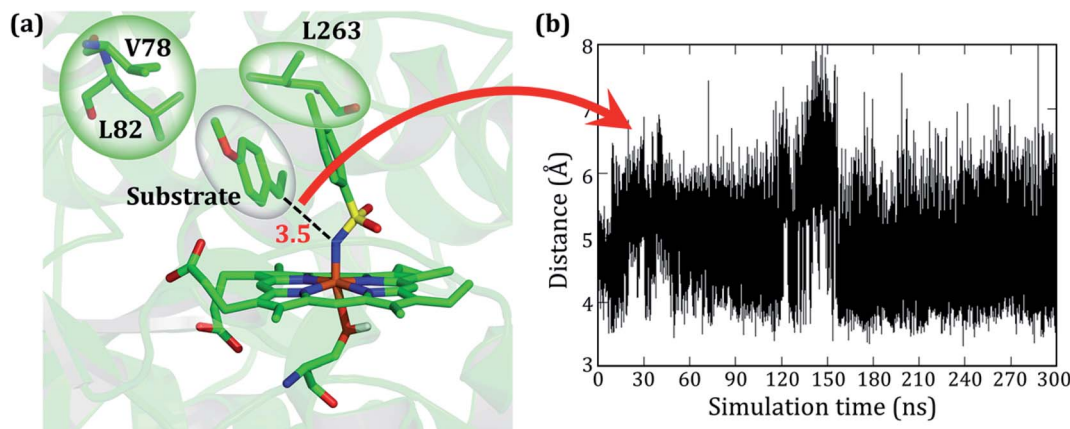 (a)
V78
L82
L263
Substrate
3.5
(b)
8
7
6
5
4
3
Distance (Å)
0 30 60 90 120 150 180 210 240 270 300
Simulation time (ns)